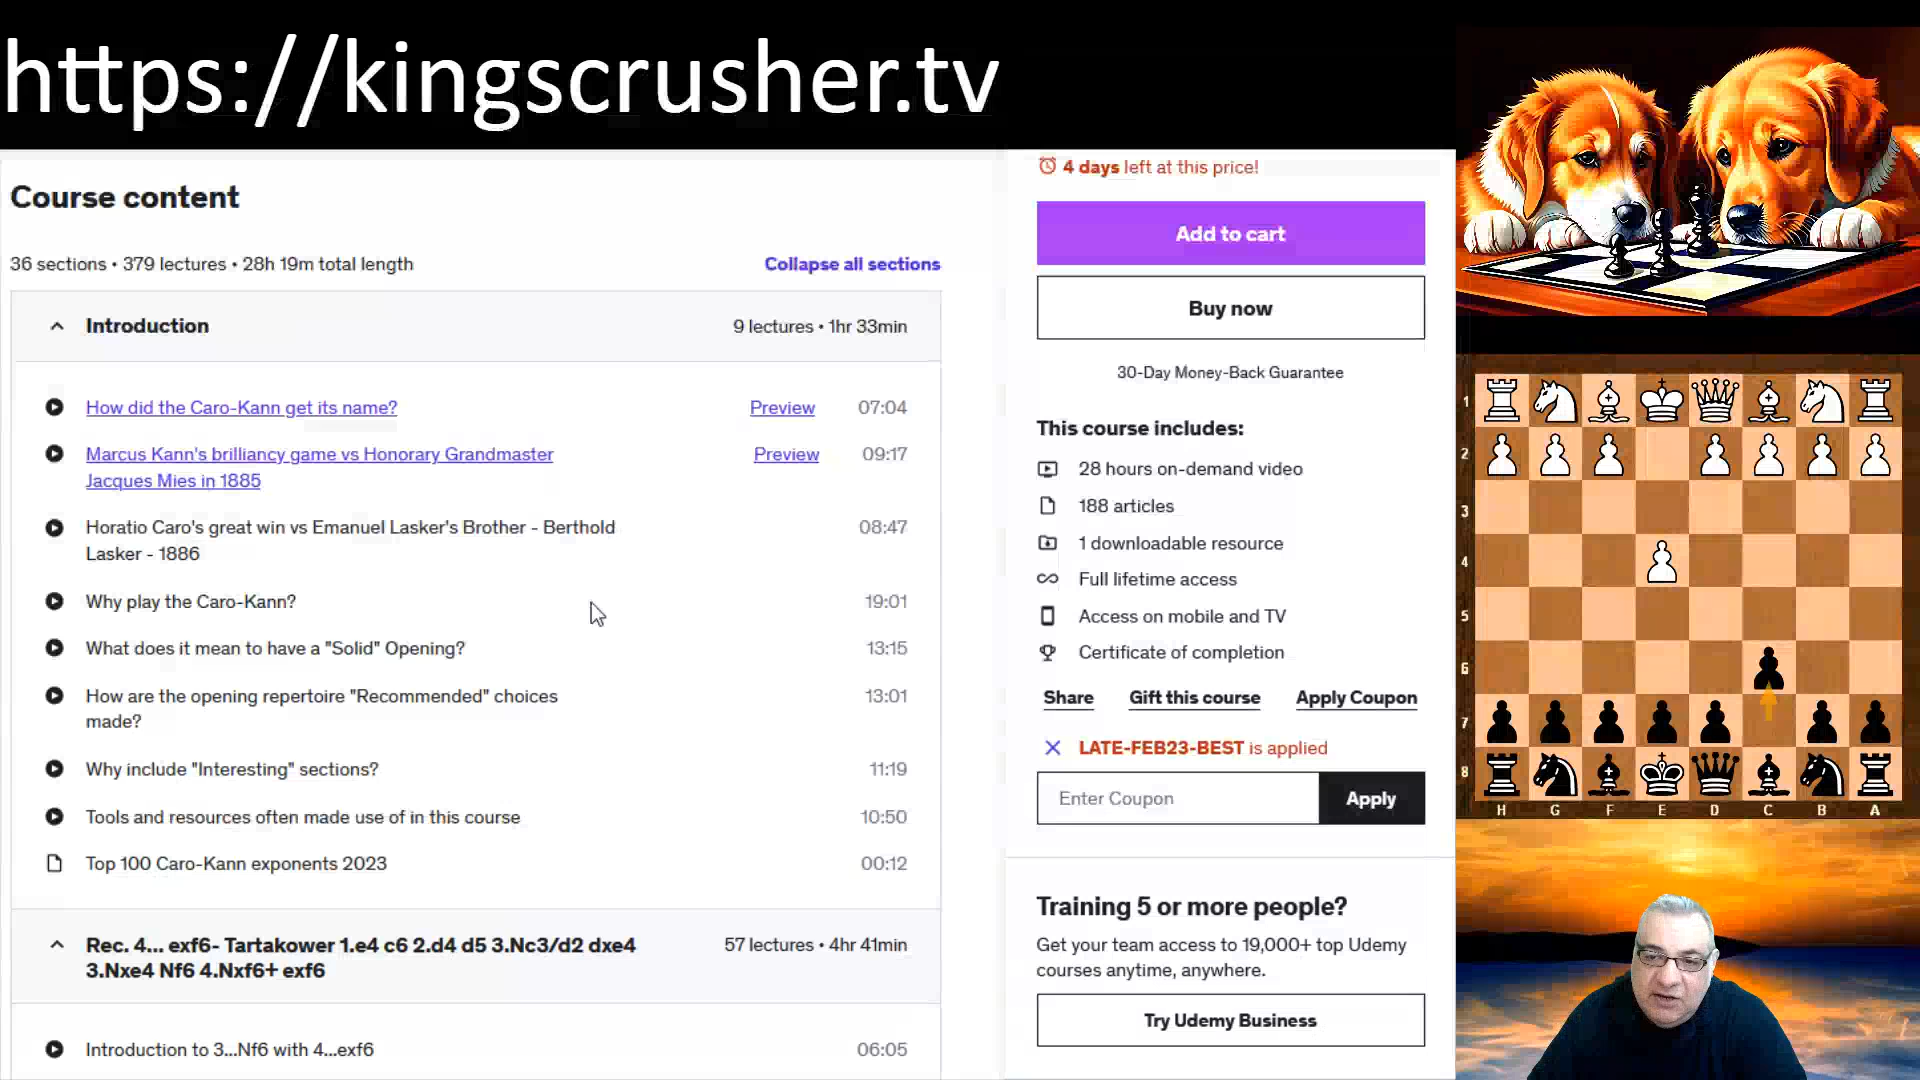 https://kingscrusher.tv
Course content
36 sections • 379 lectures • 28h 19m total length
Collapse all sections
Introduction
9 lectures • 1hr 33min
How did the Caro-Kann get its name?
Preview
07:04
Marcus Kann's brilliancy game vs Honorary Grandmaster
Jacques Mies in 1885
Preview
09:17
Horatio Caro's great win vs Emanuel Lasker's Brother - Berthold
Lasker - 1886
08:47
Why play the Caro-Kann?
19:01
What does it mean to have a "Solid" Opening?
13:15
How are the opening repertoire "Recommended" choices
made?
13:01
Why include "Interesting" sections?
11:19
Tools and resources often made use of in this course
10:50
Top 100 Caro-Kann exponents 2023
00:12
Rec. 4... exf6- Tartakower 1.e4 c6 2.d4 d5 3.Nc3/d2 dxe4
3.Nxe4 Nf6 4.Nxf6+ exf6
57 lectures • 4hr 41min
Introduction to 3...Nf6 with 4...exf6
06:05
4 days left at this price!
Add to cart
Buy now
30-Day Money-Back Guarantee
This course includes:
28 hours on-demand video
188 articles
1 downloadable resource
Full lifetime access
Access on mobile and TV
Certificate of completion
Share
Gift this course
Apply Coupon
LATE-FEB23-BEST is applied
Enter Coupon
Apply
Training 5 or more people?
Get your team access to 19,000+ top Udemy
courses anytime, anywhere.
Try Udemy Business
1
2
3
4
5
6
7
8
H G F E D C B A